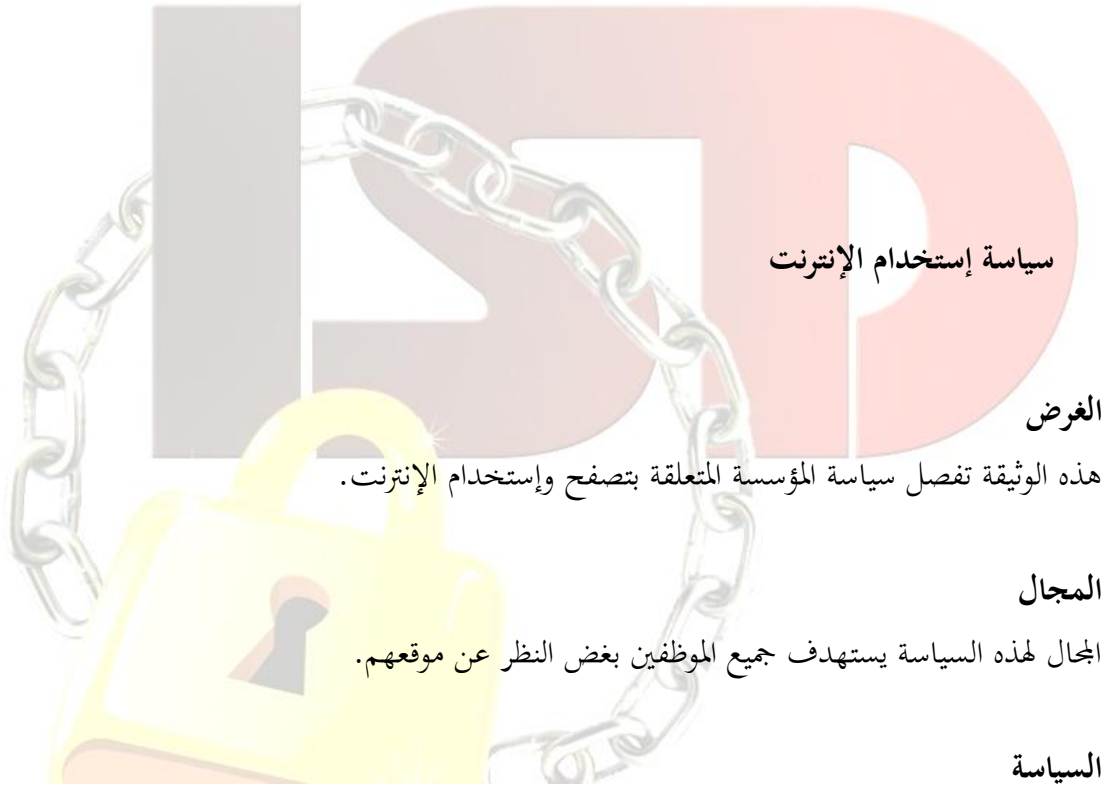 ISD
سياسة إستخدام الإنترنت
الغرض
هذه الوثيقة تفصل سياسة المؤسسة المتعلقة بتصفح وإستخدام الإنترنت.
المجال
المجال لهذه السياسة يستهدف جميع الموظفين بغض النظر عن موقعهم.
السياسة